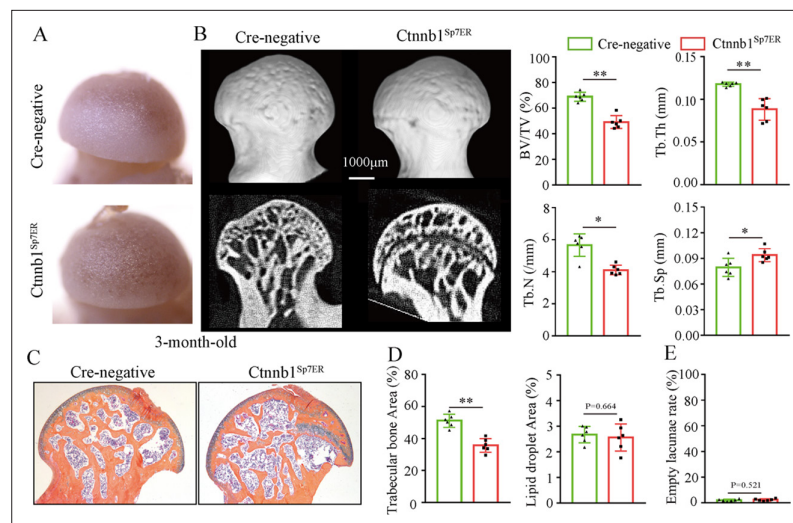 A
Cre-negative
Ctnnb1Sp7ER
3-month-old
B
Cre-negative
Ctnnb1Sp7ER
1000μm
Cre-negative
Ctnnb1Sp7ER
BV/TV (%)
100
80
60
40
20
0
**
Tb.Th (mm)
0.15
0.10
0.05
0.00
**
Tb.N (/mm)
8
6
4
2
0
*
Tb.Sp (mm)
0.15
0.12
0.09
0.06
0.03
0.00
*
C
Cre-negative
Ctnnb1Sp7ER
D
Trabecular bone Area (%)
80
60
40
20
0
**
Lipid droplet Area (%)
5
4
3
2
1
0
P=0.664
E
Empty lacunae rate (%)
100
80
60
40
20
0
P=0.521